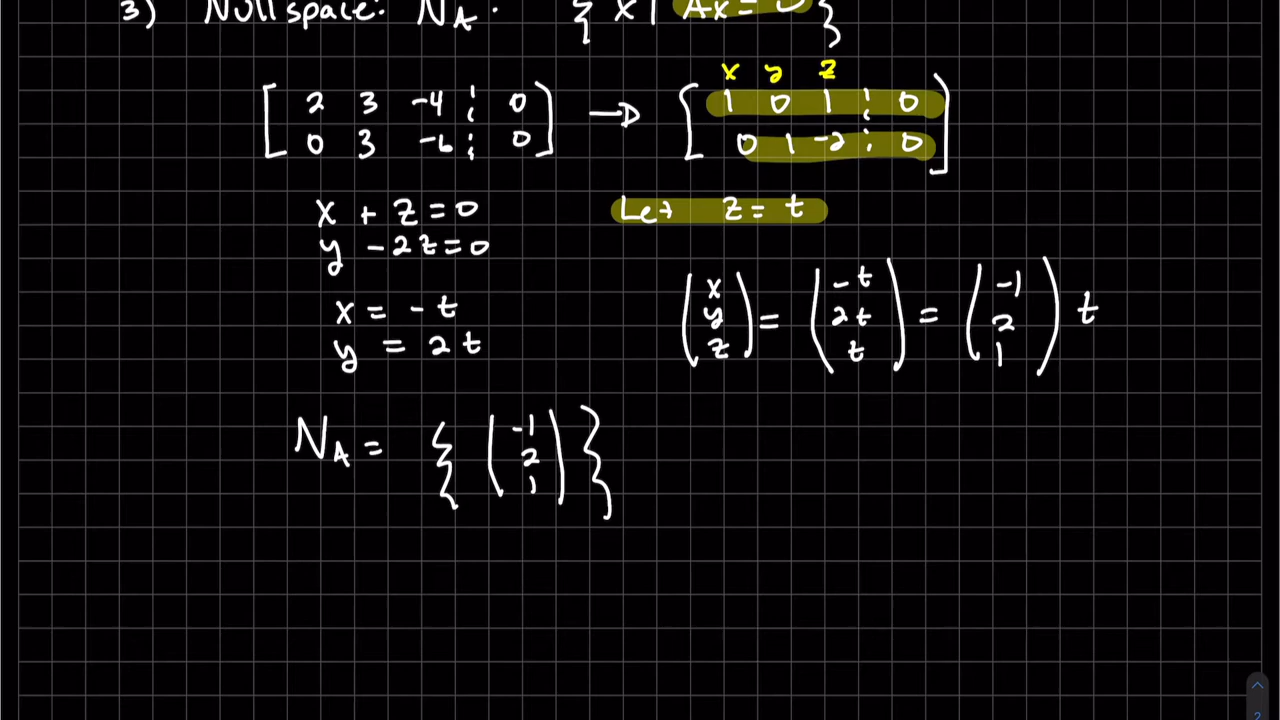 3) Nullspace: N_A : { x | Ax = 0 }
x y z
[ 2 3 -4 ¦ 0 ] → [ 1 0 1 ¦ 0 ]
[ 0 3 -6 ¦ 0 ] [ 0 1 -2 ¦ 0 ]
x + z = 0 Let z = t
y - 2z = 0
x = -t
y = 2t
( x ) = ( -t ) = ( -1 ) t
( y ) ( 2t ) ( 2 )
( z ) ( t ) ( 1 )
N_A = { ( -1 ) }
( 2 )
( 1 )
2